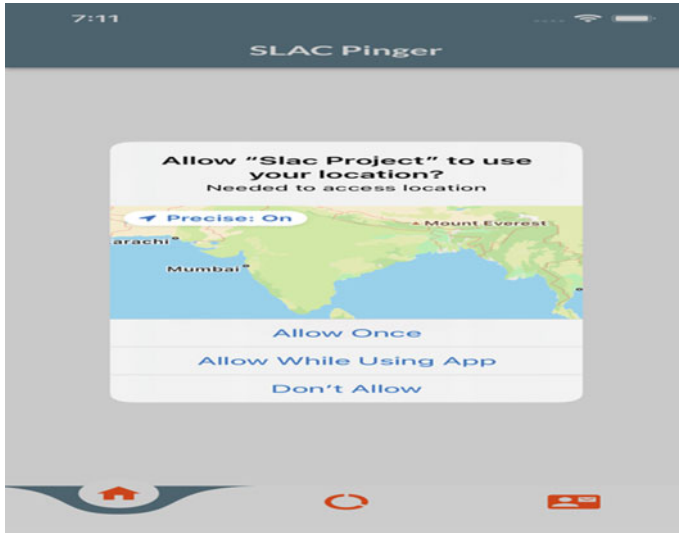 7:11
SLAC Pinger
Allow “Slac Project” to use
your location?
Needed to access location
Precise: On
Mount Everest
arachi
Mumbai
Allow Once
Allow While Using App
Don’t Allow